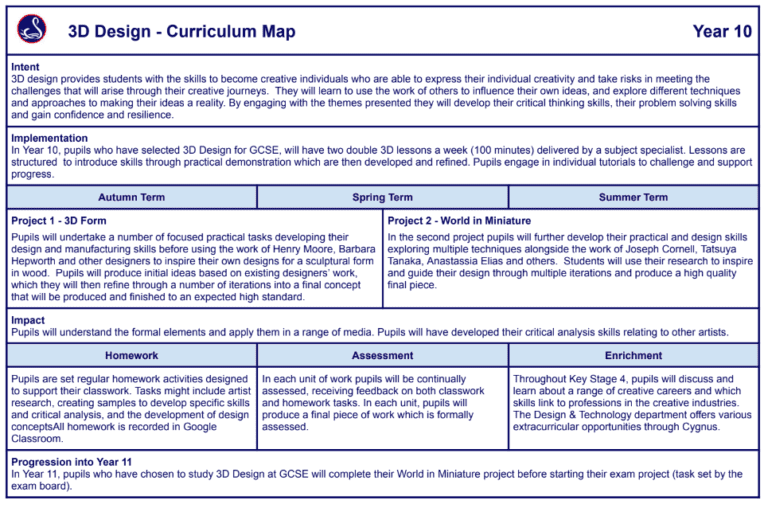 3D Design - Curriculum Map
Year 10
Intent
3D design provides students with the skills to become creative individuals who are able to express their individual creativity and take risks in meeting the
challenges that will arise through their creative journeys.  They will learn to use the work of others to influence their own ideas, and explore different techniques
and approaches to making their ideas a reality. By engaging with the themes presented they will develop their critical thinking skills, their problem solving skills
and gain confidence and resilience.
Implementation
In Year 10, pupils who have selected 3D Design for GCSE, will have two double 3D lessons a week (100 minutes) delivered by a subject specialist. Lessons are
structured  to introduce skills through practical demonstration which are then developed and refined. Pupils engage in individual tutorials to challenge and support
progress.
Autumn Term
Spring Term
Summer Term
Project 1 - 3D Form
Pupils will undertake a number of focused practical tasks developing their
design and manufacturing skills before using the work of Henry Moore, Barbara
Hepworth and other designers to inspire their own designs for a sculptural form
in wood.  Pupils will produce initial ideas based on existing designers' work,
which they will then refine through a number of iterations into a final concept
that will be produced and finished to an expected high standard.
Project 2 - World in Miniature
In the second project pupils will further develop their practical and design skills
exploring multiple techniques alongside the work of Joseph Cornell, Tatsuya
Tanaka, Anastassia Elias and others.  Students will use their research to inspire
and guide their design through multiple iterations and produce a high quality
final piece.
Impact
Pupils will understand the formal elements and apply them in a range of media. Pupils will have developed their critical analysis skills relating to other artists.
Homework
Assessment
Enrichment
Pupils are set regular homework activities designed
to support their classwork. Tasks might include artist
research, creating samples to develop specific skills
and critical analysis, and the development of design
conceptsAll homework is recorded in Google
Classroom.
In each unit of work pupils will be continually
assessed, receiving feedback on both classwork
and homework tasks. In each unit, pupils will
produce a final piece of work which is formally
assessed.
Throughout Key Stage 4, pupils will discuss and
learn about a range of creative careers and which
skills link to professions in the creative industries.
The Design & Technology department offers various
extracurricular opportunities through Cygnus.
Progression into Year 11
In Year 11, pupils who have chosen to study 3D Design at GCSE will complete their World in Miniature project before starting their exam project (task set by the
exam board).